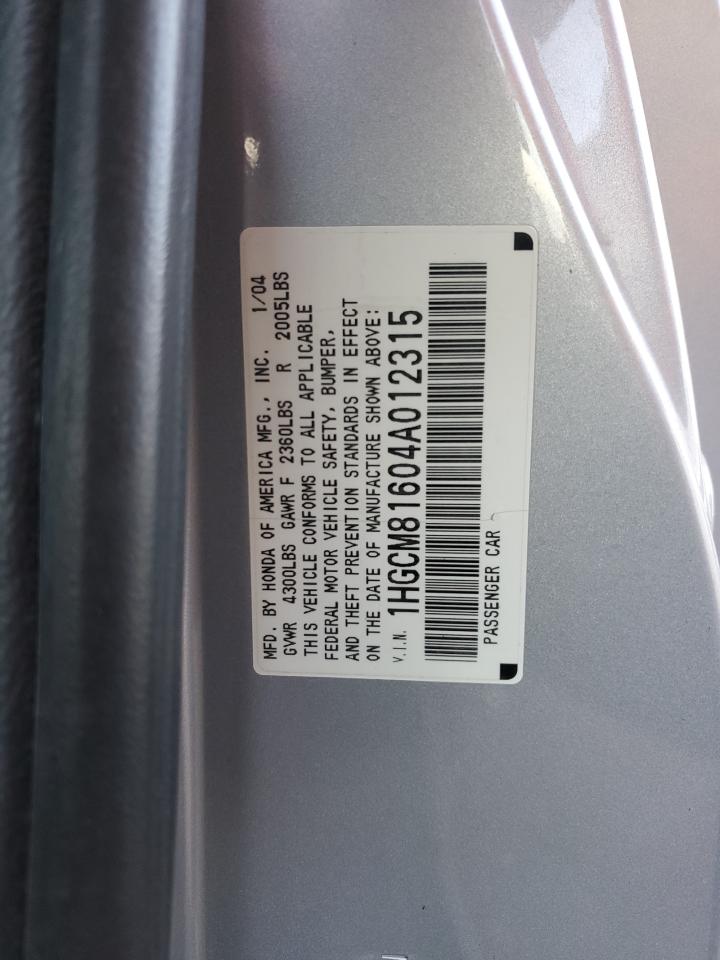 MFD. BY HONDA OF AMERICA MFG., INC. 1/04
GVWR 4300LBS GAWR F 2360LBS R 2005LBS
THIS VEHICLE CONFORMS TO ALL APPLICABLE
FEDERAL MOTOR VEHICLE SAFETY, BUMPER,
AND THEFT PREVENTION STANDARDS IN EFFECT
ON THE DATE OF MANUFACTURE SHOWN ABOVE:
V.I.N. 1HGCM81604A012315
PASSENGER CAR